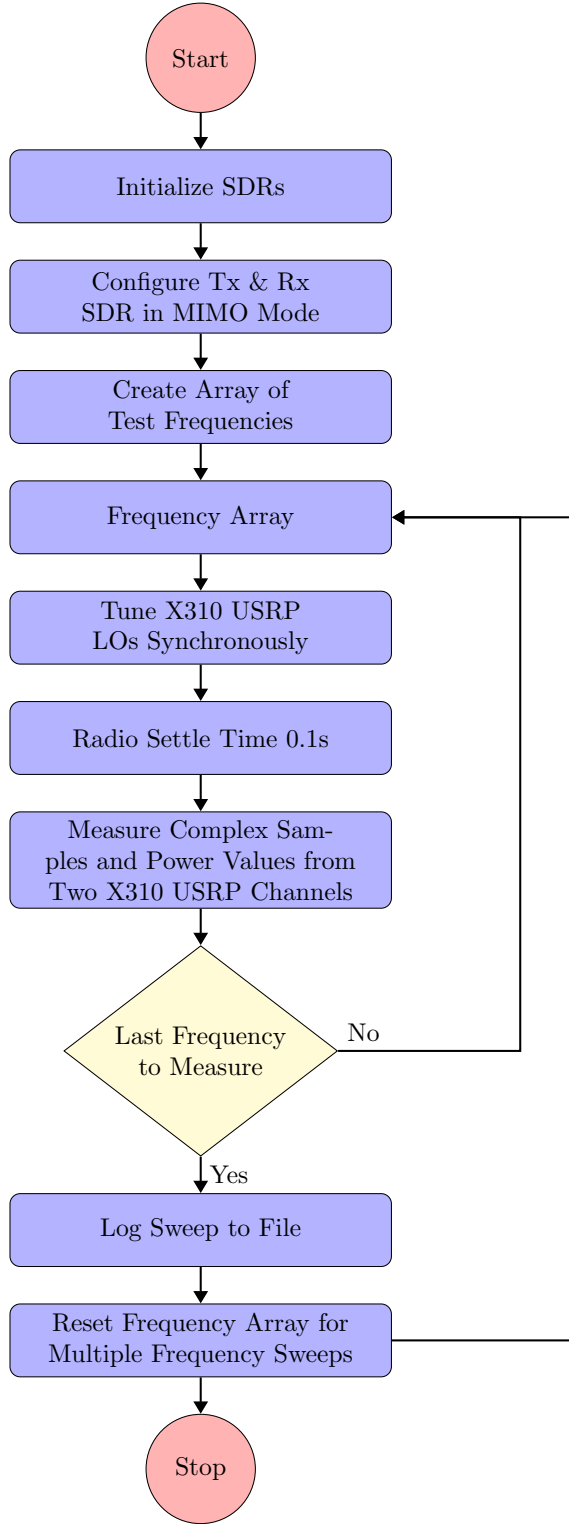 Start
Initialize SDRs
Configure Tx & Rx
SDR in MIMO Mode
Create Array of
Test Frequencies
Frequency Array
Tune X310 USRP
LOs Synchronously
Radio Settle Time 0.1s
Measure Complex Sam-
ples and Power Values from
Two X310 USRP Channels
Last Frequency
to Measure
No
Yes
Log Sweep to File
Reset Frequency Array for
Multiple Frequency Sweeps
Stop